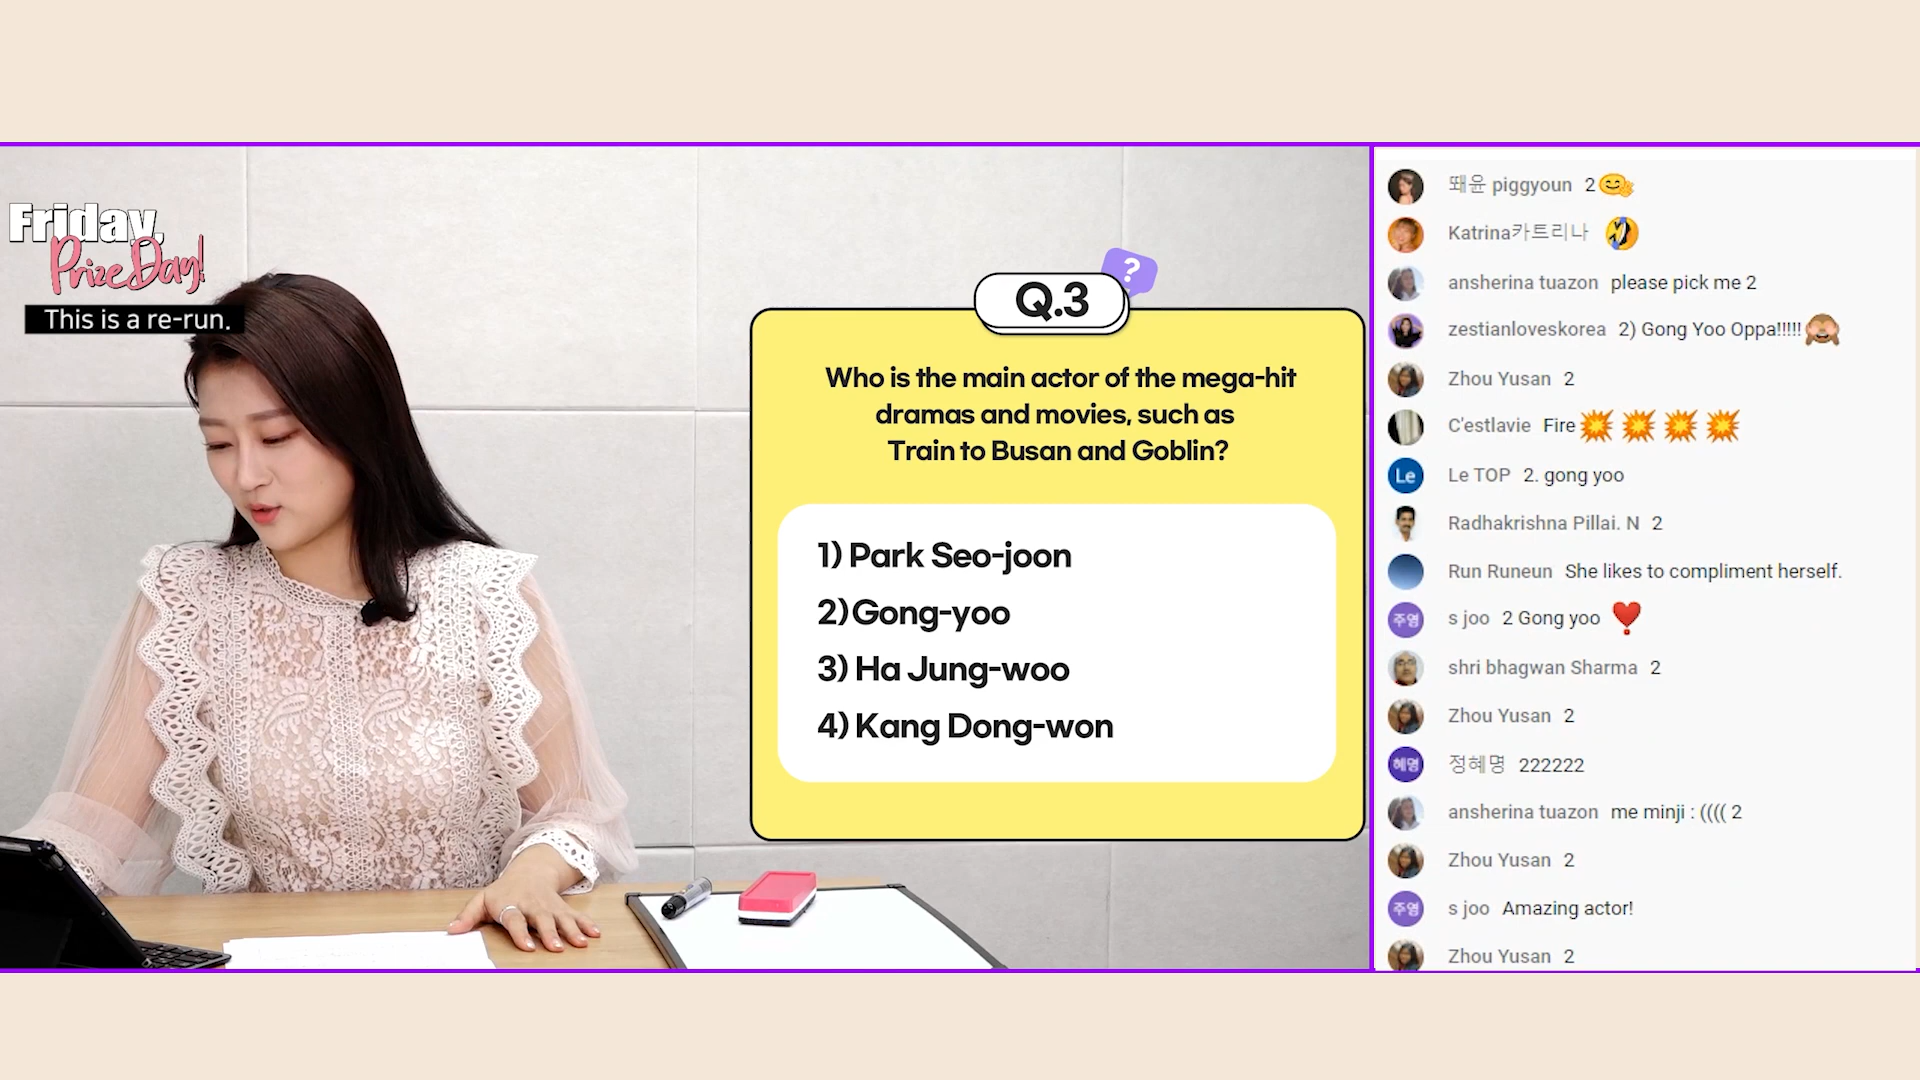 Friday,
Prize Day!
This is a re-run.
?
Q.3
Who is the main actor of the mega-hit
dramas and movies, such as
Train to Busan and Goblin?
1) Park Seo-joon
2) Gong-yoo
3) Ha Jung-woo
4) Kang Dong-won
뙈윤 piggyoun 2
Katrina카트리나
ansherina tuazon please pick me 2
zestianloveskorea 2) Gong Yoo Oppa!!!!!
Zhou Yusan 2
C'estlavie Fire
Le Le TOP 2. gong yoo
Radhakrishna Pillai. N 2
Run Runeun She likes to compliment herself.
주영 s joo 2 Gong yoo
shri bhagwan Sharma 2
Zhou Yusan 2
혜명 정혜명 222222
ansherina tuazon me minji : (((( 2
Zhou Yusan 2
주영 s joo Amazing actor!
Zhou Yusan 2